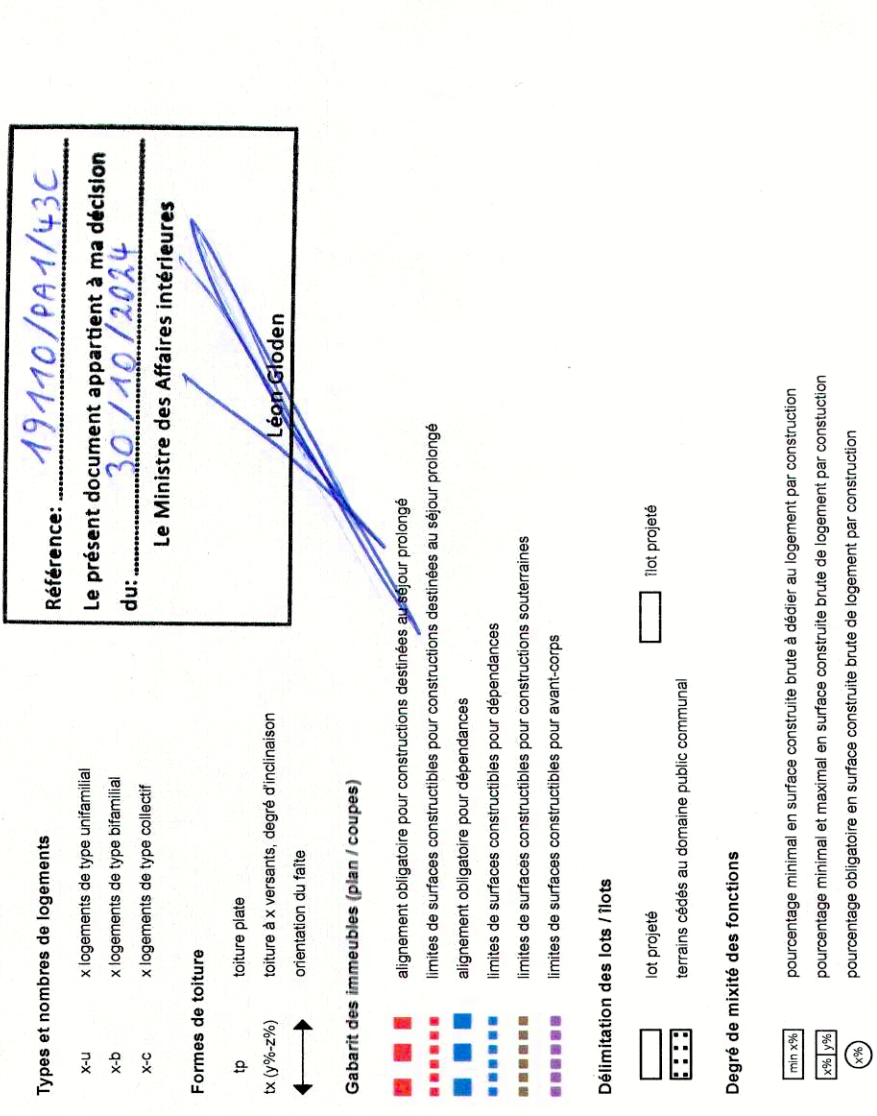 Référence: 19110/PA1/43C
Le présent document appartient à ma décision
du: 30/10/2024
Le Ministre des Affaires intérieures
Léon Gloden
Types et nombres de logements
x-u x logements de type unifamilial
x-b x logements de type bifamilial
x-c x logements de type collectif
Formes de toiture
tp toiture plate
tx (y%-z%) toiture à x versants, degré d'inclinaison
orientation du faîte
Gabarit des immeubles (plan / coupes)
alignement obligatoire pour constructions destinées au séjour prolongé
limites de surfaces constructibles pour constructions destinées au séjour prolongé
alignement obligatoire pour dépendances
limites de surfaces constructibles pour dépendances
limites de surfaces constructibles pour constructions souterraines
limites de surfaces constructibles pour avant-corps
Délimitation des lots / îlots
lot projeté îlot projeté
terrains cédés au domaine public communal
Degré de mixité des fonctions
min x% pourcentage minimal en surface construite brute à dédier au logement par construction
x% y% pourcentage minimal et maximal en surface construite brute de logement par constuction
x% pourcentage obligatoire en surface construite brute de logement par construction